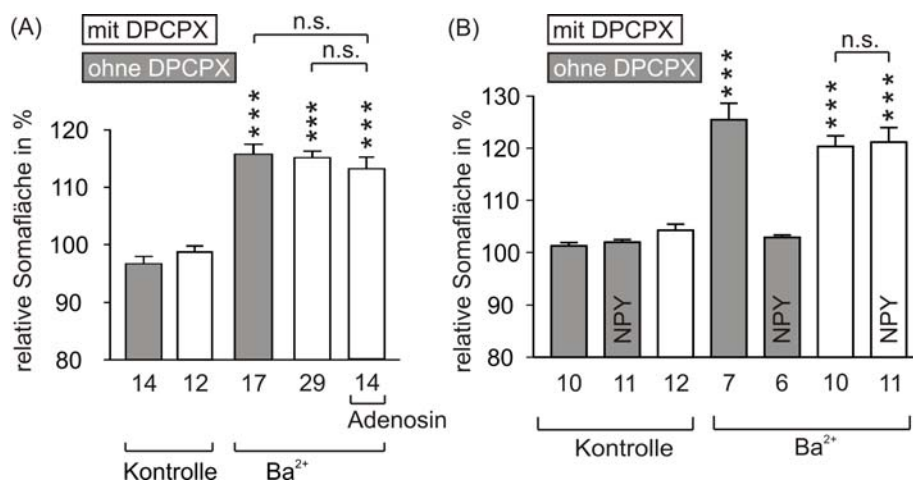 (A)
mit DPCPX
ohne DPCPX
n.s.
n.s.
relative Somafläche in %
120
110
100
90
80
***
***
***
14 12 17 29 14
Adenosin
Kontrolle Ba²⁺
(B)
mit DPCPX
ohne DPCPX
n.s.
relative Somafläche in %
130
120
110
100
90
80
***
***
***
NPY NPY NPY
10 11 12 7 6 10 11
Kontrolle Ba²⁺